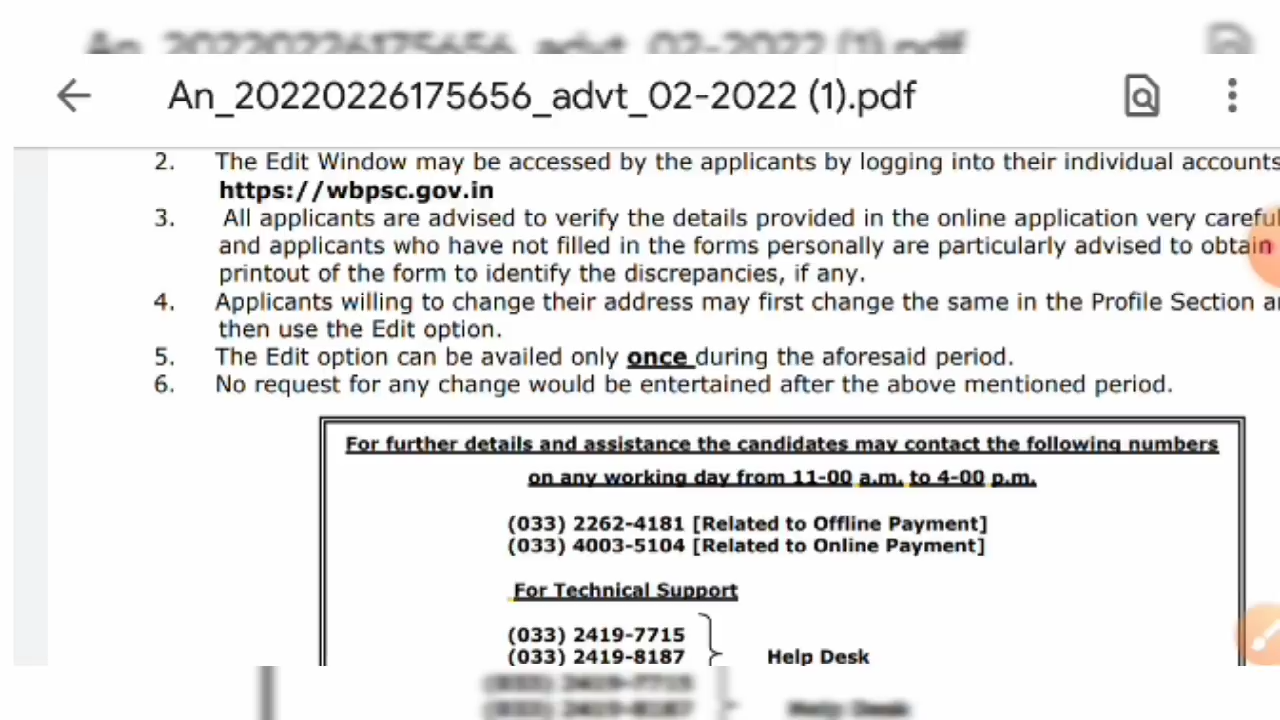 An_20220226175656_advt_02-2022 (1).pdf
2. The Edit Window may be accessed by the applicants by logging into their individual accounts
https://wbpsc.gov.in
3. All applicants are advised to verify the details provided in the online application very
and applicants who have not filled in the forms personally are particularly advised to obtain
printout of the form to identify the discrepancies, if any.
4. Applicants willing to change their address may first change the same in the Profile Section
then use the Edit option.
5. The Edit option can be availed only once during the aforesaid period.
6. No request for any change would be entertained after the above mentioned period.
For further details and assistance the candidates may contact the following numbers
on any working day from 11-00 a.m. to 4-00 p.m.
(033) 2262-4181 [Related to Offline Payment]
(033) 4003-5104 [Related to Online Payment]
For Technical Support
(033) 2419-7715
(033) 2419-8187 Help Desk